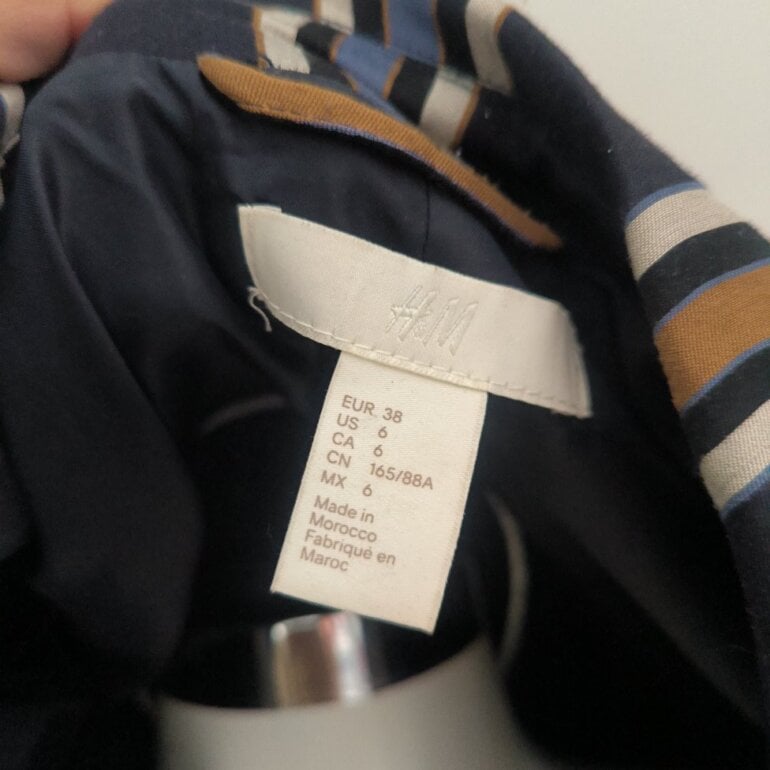 H&M
EUR 38
US 6
CA 6
CN 165/88A
MX 6
Made in
Morocco
Fabriqué en
Maroc